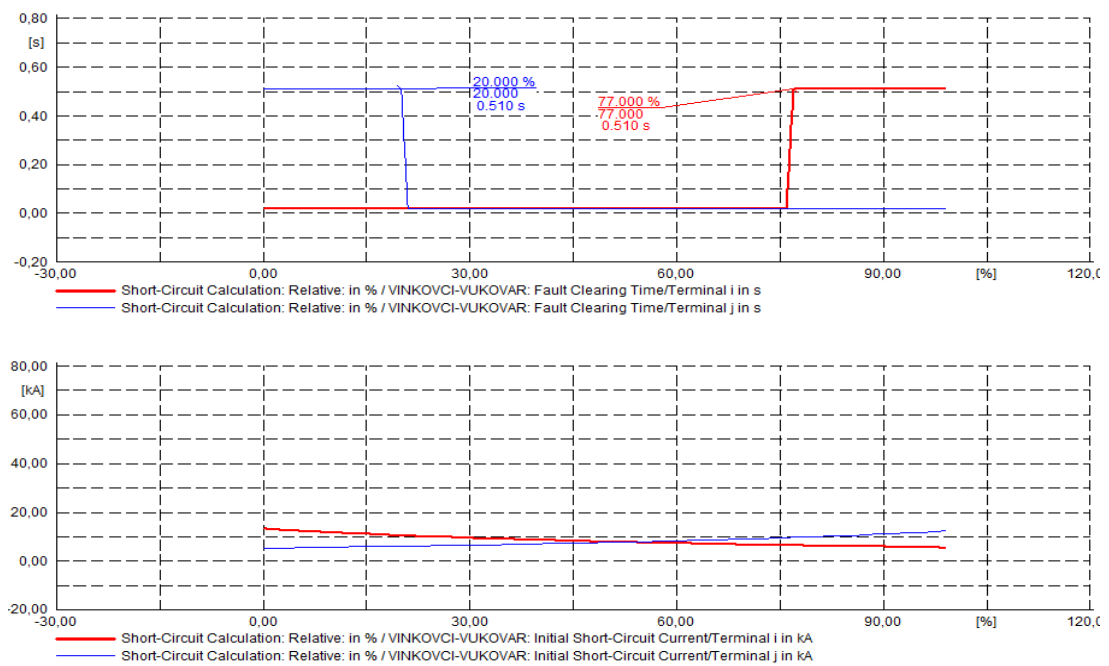 0,80
[s]
0,60
0,40
0,20
0,00
-0,20
20.000 %
20.000
0.510 s
77.000 %
77.000
0.510 s
-30,00 0,00 30,00 60,00 90,00 [%] 120,0
Short-Circuit Calculation: Relative: in % / VINKOVCI-VUKOVAR: Fault Clearing Time/Terminal i in s
Short-Circuit Calculation: Relative: in % / VINKOVCI-VUKOVAR: Fault Clearing Time/Terminal j in s
80,00
[kA]
60,00
40,00
20,00
0,00
-20,00
-30,00 0,00 30,00 60,00 90,00 [%] 120,0
Short-Circuit Calculation: Relative: in % / VINKOVCI-VUKOVAR: Initial Short-Circuit Current/Terminal i in kA
Short-Circuit Calculation: Relative: in % / VINKOVCI-VUKOVAR: Initial Short-Circuit Current/Terminal j in kA